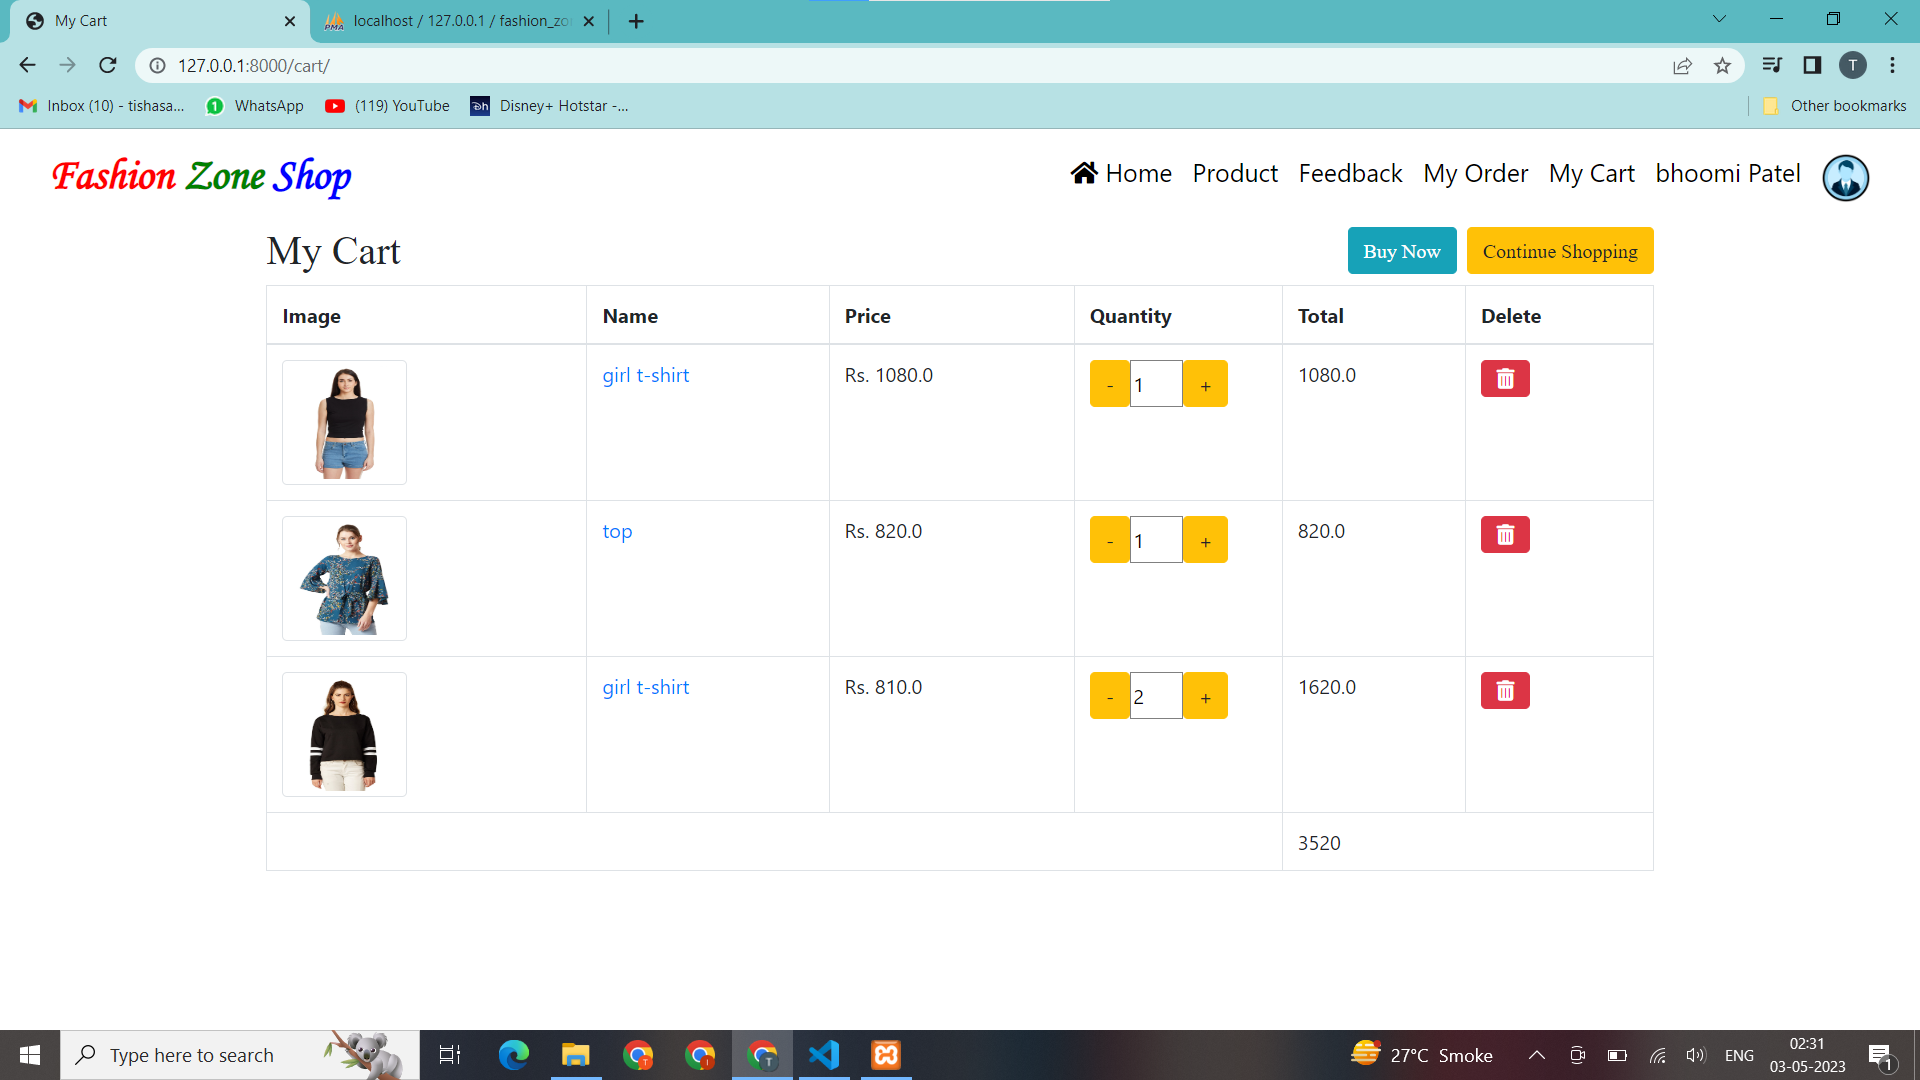 My Cart
localhost / 127.0.0.1 / fashion_zo
127.0.0.1:8000/cart/
T
Inbox (10) - tishasa...
1 WhatsApp
(119) YouTube
Disney+ Hotstar -...
Other bookmarks
Fashion Zone Shop
Home Product Feedback My Order My Cart bhoomi Patel
My Cart
Buy Now
Continue Shopping
Image Name Price Quantity Total Delete
girl t-shirt Rs. 1080.0 - 1 + 1080.0
top Rs. 820.0 - 1 + 820.0
girl t-shirt Rs. 810.0 - 2 + 1620.0
3520
Type here to search
27°C Smoke
ENG
02:31
03-05-2023
1